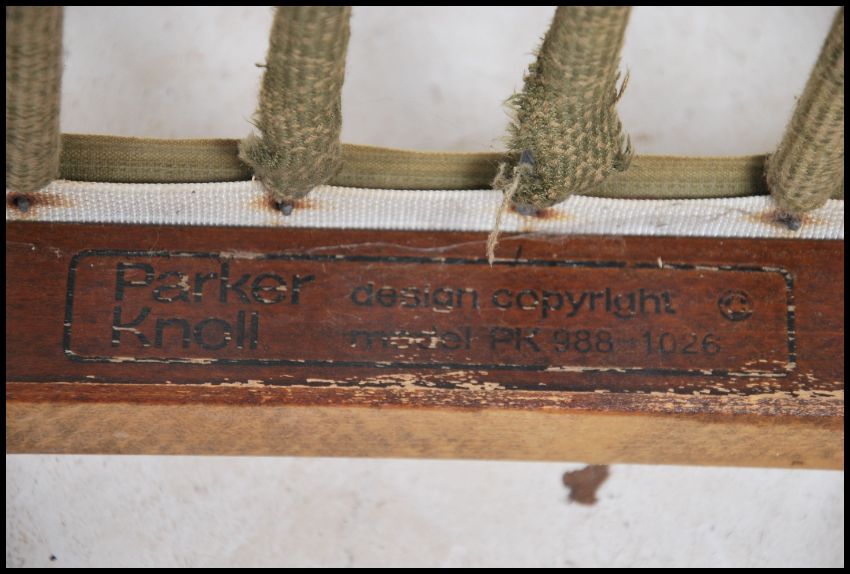 Parker
Knoll
design copyright ©
model PK 988-1026